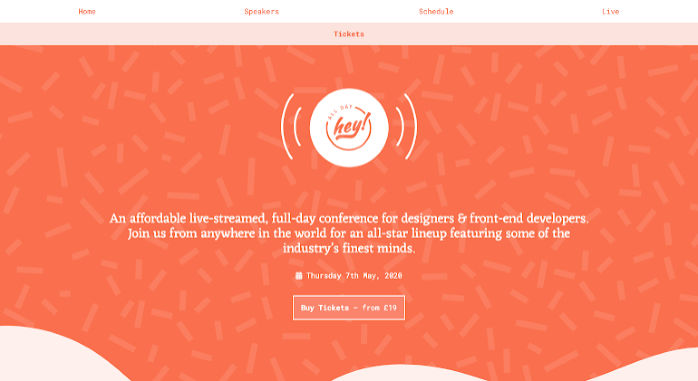 Home
Speakers
Schedule
Live
Tickets
ALL DAY
hey!
An affordable live-streamed, full-day conference for designers & front-end developers.
Join us from anywhere in the world for an all-star lineup featuring some of the
industry's finest minds.
Thursday 7th May, 2020
Buy Tickets – from £19